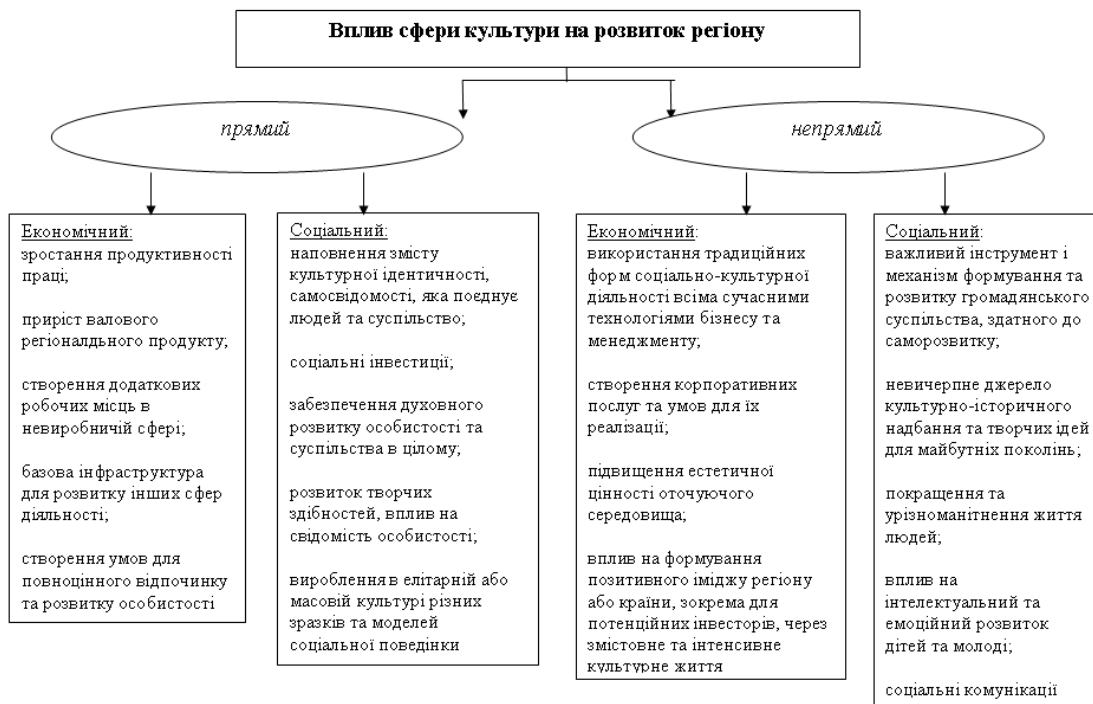 Вплив сфери культури на розвиток регіону
прямий
непрямий
Економічний:
зростання продуктивності
праці;
приріст валового
регіоналдьного продукту;
створення додаткових
робочих місць в
невиробничій сфері;
базова інфраструктура
для розвитку інших сфер
діяльності;
створення умов для
повноцінного відпочинку
та розвитку особистості
Соціальний:
наповнення змісту
культурної ідентичності,
самосвідомості, яка поєднує
людей та суспільство;
соціальні інвестиції;
забезпечення духовного
розвитку особистості та
суспільства в цілому;
розвиток творчих
здібностей, вплив на
свідомість особистості;
вироблення в елітарній або
масовій культурі різних
зразків та моделей
соціальної поведінки
Економічний:
використання традиційних
форм соціально-культурної
діяльності всіма сучасними
технологіями бізнесу та
менеджменту;
створення корпоративних
послуг та умов для їх
реалізації;
підвищення естетичної
цінності оточуючого
середовища;
вплив на формування
позитивного іміджу регіону
або країни, зокрема для
потенційних інвесторів, через
змістовне та інтенсивне
культурне життя
Соціальний:
важливий інструмент і
механізм формування та
розвитку громадянського
суспільства, здатного до
саморозвитку;
невичерпне джерело
культурно-історичного
надбання та творчих ідей
для майбутніх поколінь;
покращення та
урізноманітнення життя
людей;
вплив на
інтелектуальний та
емоційний розвиток
дітей та молоді;
соціальні комунікації